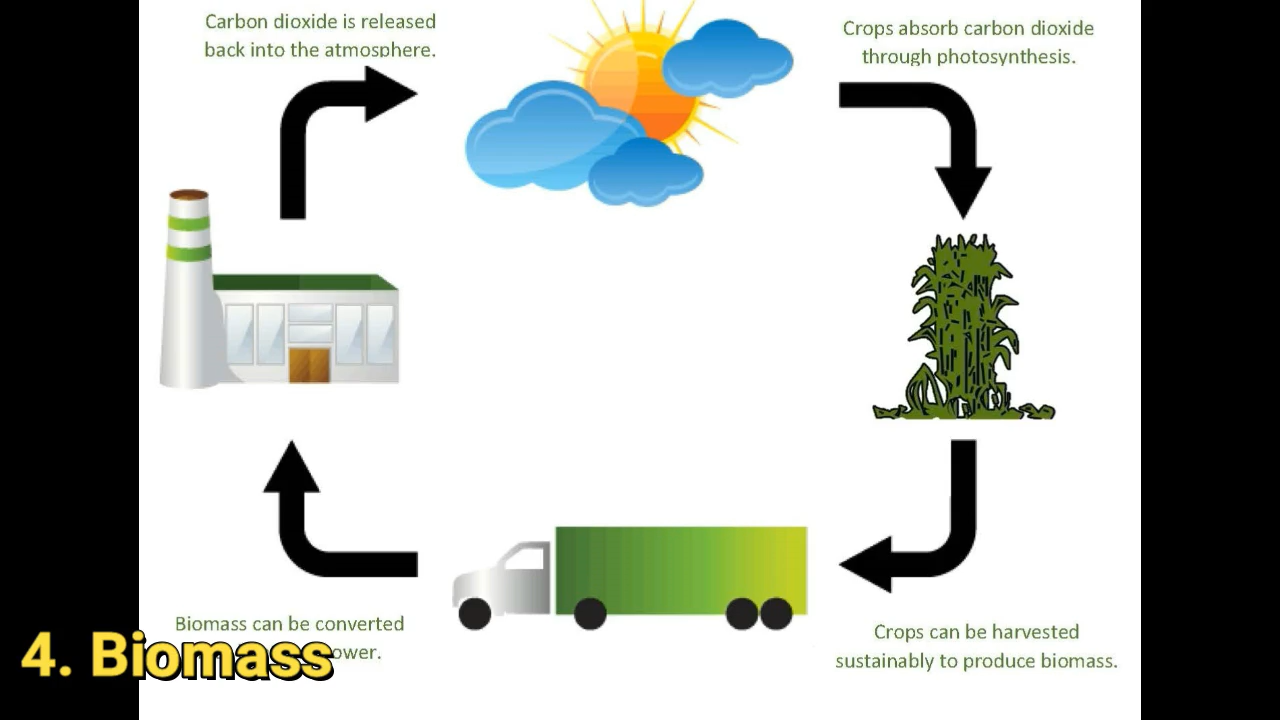 Carbon dioxide is released
back into the atmosphere.
Crops absorb carbon dioxide
through photosynthesis.
Biomass can be converted
ower.
4. Biomass
Crops can be harvested
sustainably to produce biomass.